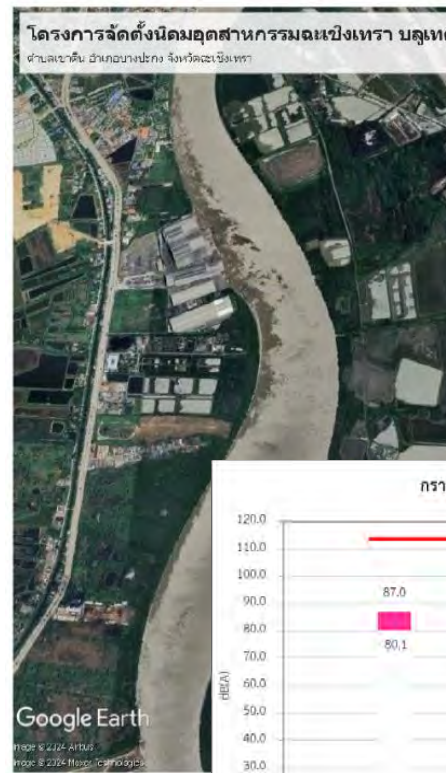 โครงการจัดตั้งนิคมอุตสาหกรรมฉะเชิงเทรา บลูเท
ตำบลเขาดิน อำเภอบางปะกง จังหวัดฉะเชิงเทรา
กรา
120.0
110.0
100.0
90.0
80.0
70.0
60.0
50.0
40.0
30.0
dB(A)
87.0
80.1
Google Earth
Image © 2024 Airbus
Image © 2024 Maxar Technologies